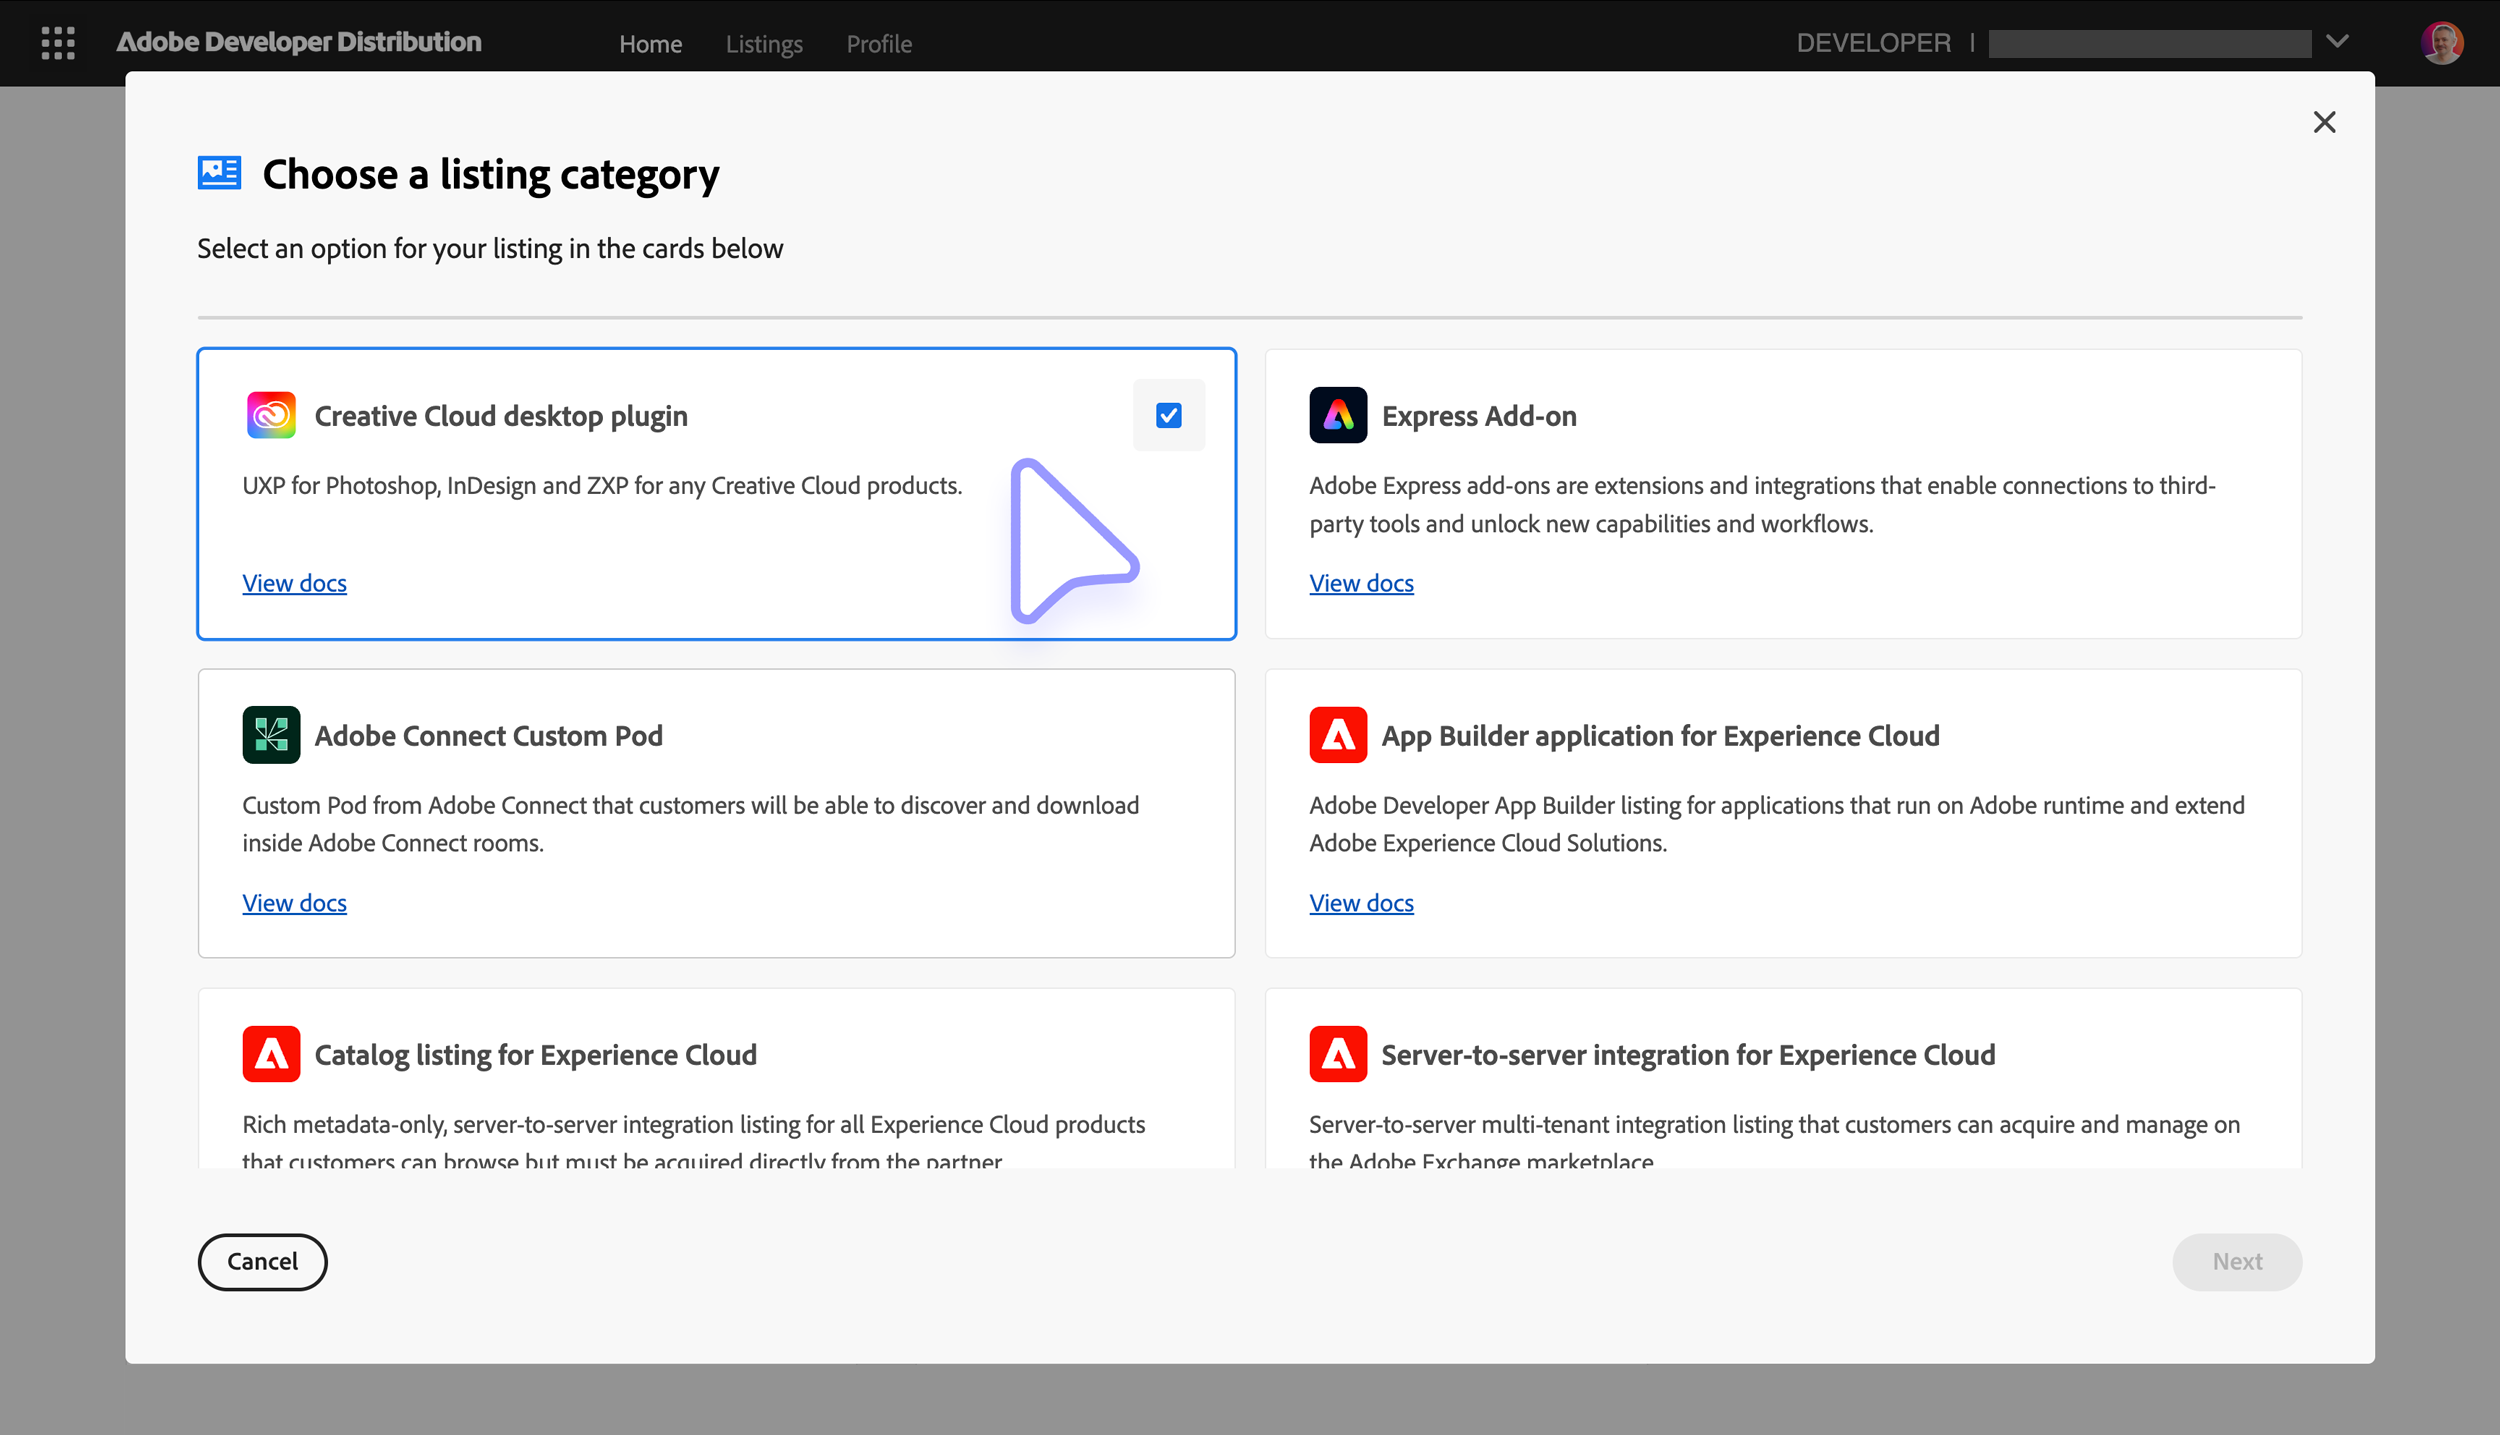 Adobe Developer Distribution
Home
Listings
Profile
DEVELOPER
Choose a listing category
Select an option for your listing in the cards below
Creative Cloud desktop plugin
UXP for Photoshop, InDesign and ZXP for any Creative Cloud products.
View docs
Express Add-on
Adobe Express add-ons are extensions and integrations that enable connections to third-
party tools and unlock new capabilities and workflows.
View docs
Adobe Connect Custom Pod
Custom Pod from Adobe Connect that customers will be able to discover and download
inside Adobe Connect rooms.
View docs
App Builder application for Experience Cloud
Adobe Developer App Builder listing for applications that run on Adobe runtime and extend
Adobe Experience Cloud Solutions.
View docs
Catalog listing for Experience Cloud
Rich metadata-only, server-to-server integration listing for all Experience Cloud products
that customers can browse but must be acquired directly from the partner
Server-to-server integration for Experience Cloud
Server-to-server multi-tenant integration listing that customers can acquire and manage on
the Adobe Exchange marketplace
Cancel
Next